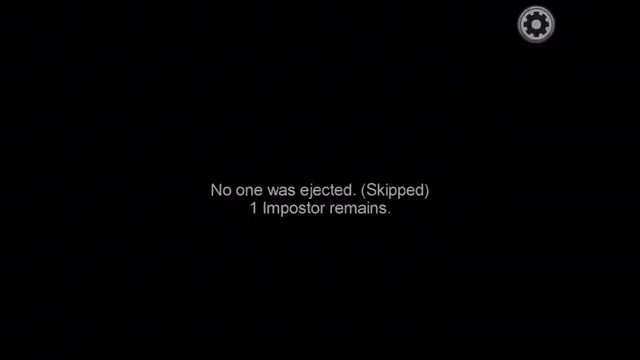 No one was ejected. (Skipped)
1 Impostor remains.